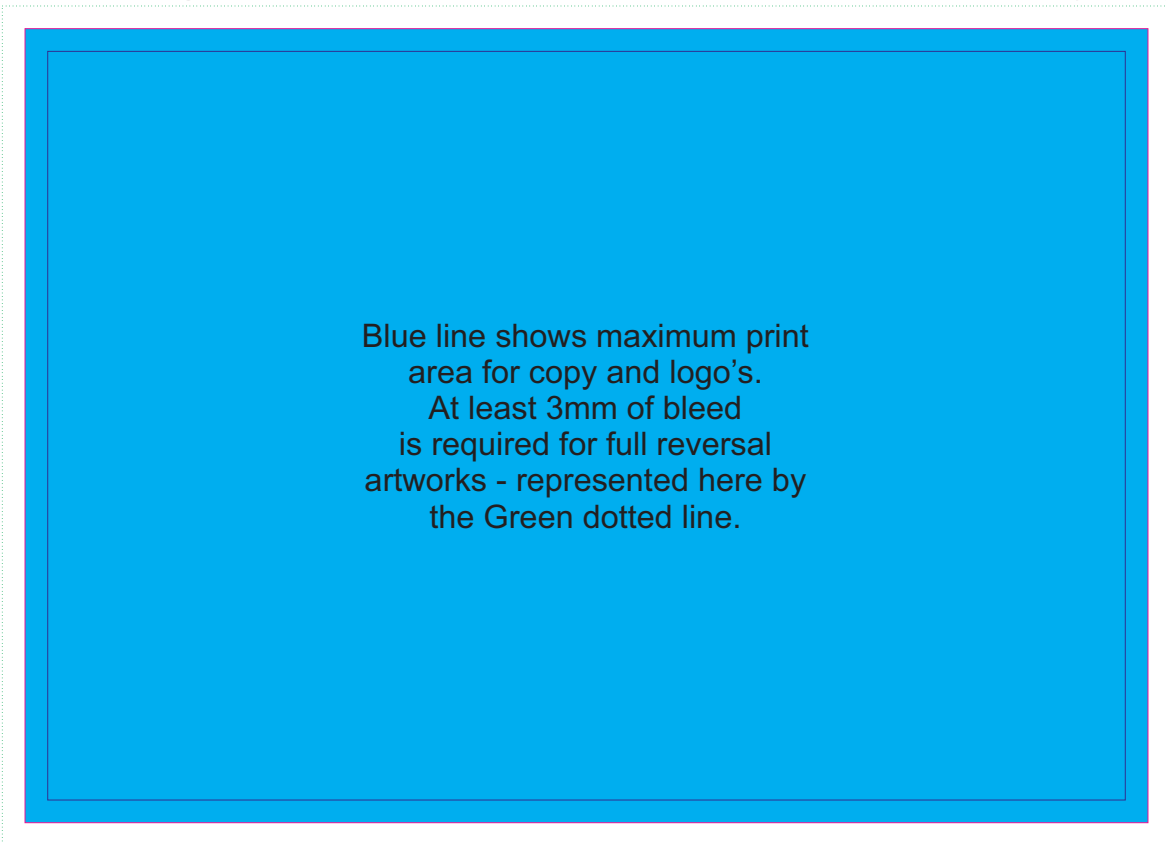 Blue line shows maximum print
area for copy and logo’s.
At least 3mm of bleed
is required for full reversal
artworks - represented here by
the Green dotted line.